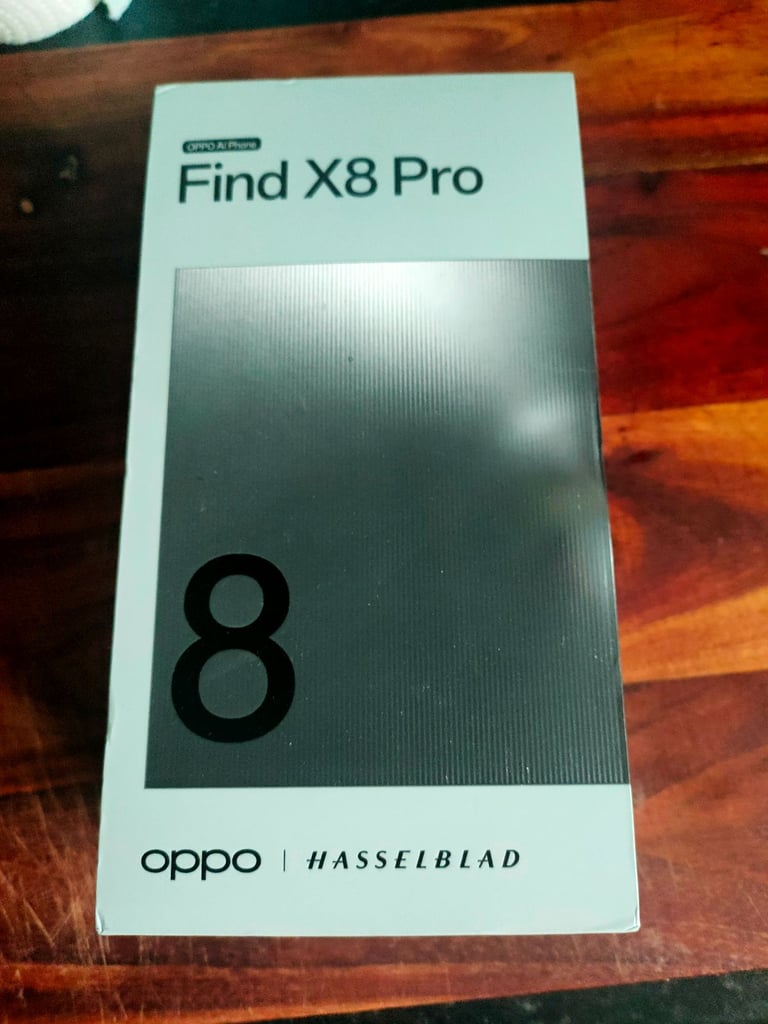 OPPO AI Phone
Find X8 Pro
8
oppo | HASSELBLAD